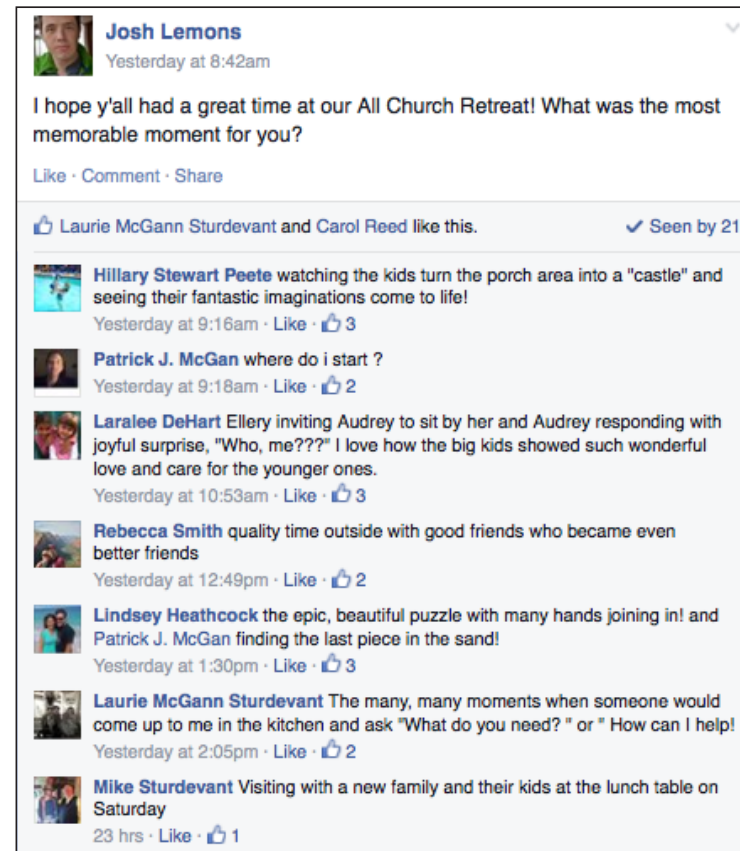 Josh Lemons
Yesterday at 8:42am
I hope y'all had a great time at our All Church Retreat! What was the most
memorable moment for you?
Like · Comment · Share
Laurie McGann Sturdevant and Carol Reed like this.
Seen by 21
Hillary Stewart Peete watching the kids turn the porch area into a "castle" and
seeing their fantastic imaginations come to life!
Yesterday at 9:16am · Like · 3
Patrick J. McGan where do i start ?
Yesterday at 9:18am · Like · 2
Laralee DeHart Ellery inviting Audrey to sit by her and Audrey responding with
joyful surprise, "Who, me???" I love how the big kids showed such wonderful
love and care for the younger ones.
Yesterday at 10:53am · Like · 3
Rebecca Smith quality time outside with good friends who became even
better friends
Yesterday at 12:49pm · Like · 2
Lindsey Heathcock the epic, beautiful puzzle with many hands joining in! and
Patrick J. McGan finding the last piece in the sand!
Yesterday at 1:30pm · Like · 3
Laurie McGann Sturdevant The many, many moments when someone would
come up to me in the kitchen and ask "What do you need? " or " How can I help!
Yesterday at 2:05pm · Like · 2
Mike Sturdevant Visiting with a new family and their kids at the lunch table on
Saturday
23 hrs · Like · 1